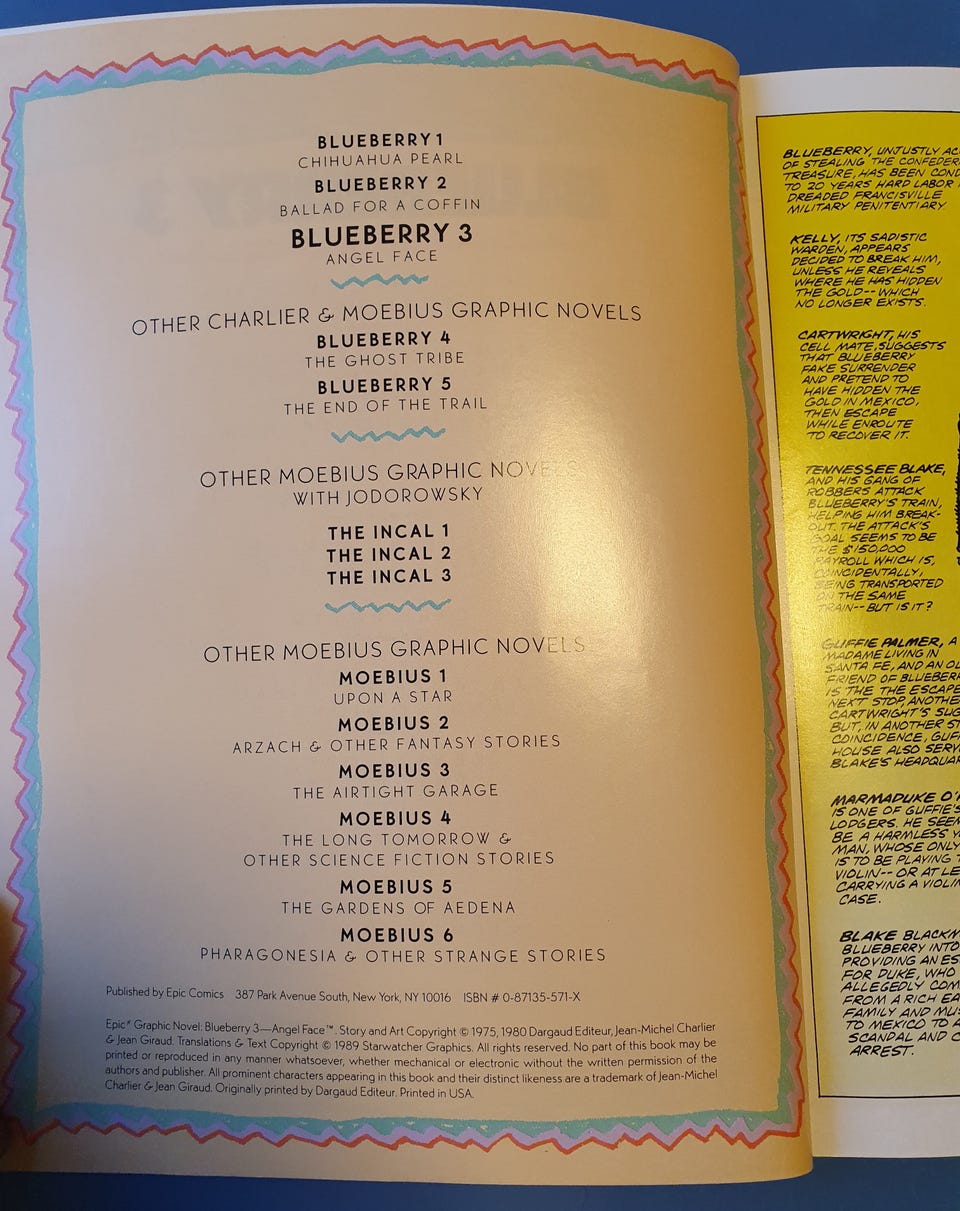 BLUEBERRY 1
CHIHUAHUA PEARL
BLUEBERRY 2
BALLAD FOR A COFFIN
BLUEBERRY 3
ANGEL FACE
OTHER CHARLIER & MOEBIUS GRAPHIC NOVELS
BLUEBERRY 4
THE GHOST TRIBE
BLUEBERRY 5
THE END OF THE TRAIL
OTHER MOEBIUS GRAPHIC NOVELS
WITH JODOROWSKY
THE INCAL 1
THE INCAL 2
THE INCAL 3
OTHER MOEBIUS GRAPHIC NOVELS
MOEBIUS 1
UPON A STAR
MOEBIUS 2
ARZACH & OTHER FANTASY STORIES
MOEBIUS 3
THE AIRTIGHT GARAGE
MOEBIUS 4
THE LONG TOMORROW &
OTHER SCIENCE FICTION STORIES
MOEBIUS 5
THE GARDENS OF AEDENA
MOEBIUS 6
PHARAGONESIA & OTHER STRANGE STORIES
Published by Epic Comics 387 Park Avenue South, New York, NY 10016 ISBN # 0-87135-571-X
Epic Graphic Novel: Blueberry 3—Angel Face™. Story and Art Copyright © 1975, 1980 Dargaud Editeur, Jean-Michel Charlier
& Jean Giraud. Translations & Text Copyright © 1989 Starwatcher Graphics. All rights reserved. No part of this book may be
printed or reproduced in any manner whatsoever, whether mechanical or electronic without the written permission of the
authors and publisher. All prominent characters appearing in this book and their distinct likeness are a trademark of Jean-Michel
Charlier & Jean Giraud. Originally printed by Dargaud Editeur. Printed in USA.
BLUEBERRY, UNJUSTLY
OF STEALING THE
TREASURE, HAS BEEN
TO 20 YEARS HARD LABOR
DREADED FRANCISVILLE
MILITARY PENITENTIARY.
KELLY, ITS SADISTIC
WARDEN, APPEARS
DECIDED TO BREAK HIM,
UNLESS HE REVEALS
WHERE HE HAS HIDDEN
THE GOLD-- WHICH
NO LONGER EXISTS.
CARTWRIGHT, HIS
CELL MATE, SUGGESTS
THAT BLUEBERRY
FAKE SURRENDER
AND PRETEND TO
HAVE HIDDEN THE
GOLD IN MEXICO,
THEN ESCAPE
WHILE ENROUTE
TO RECOVER IT.
TENNESSEE BLAKE,
AND HIS GANG OF
ROBBERS ATTACK
BLUEBERRY'S TRAIN,
HELPING HIM BREAK-
OUT. THE ATTACK'S
GOAL SEEMS TO BE
THE $150,000
PAYROLL WHICH IS,
COINCIDENTALLY,
BEING TRANSPORTED
ON THE SAME
TRAIN-- BUT IS IT?
GUFFIE PALMER, A
MADAME LIVING IN
SANTA FE, AND AN
FRIEND OF
IS THE THE
NEXT STOP.
CARTWRIGHT'S
BUT, IN ANOTHER
COINCIDENCE,
HOUSE ALSO
BLAKE'S
MARMADUKE
IS ONE OF GUFFIE'S
LODGERS. HE
BE A HARMLESS
MAN, WHOSE ONLY
IS TO BE PLAYING
VIOLIN-- OR AT
CARRYING A VIOLIN
CASE.
BLAKE
BLUEBERRY INTO
PROVIDING AN
FOR DUKE, WHO
ALLEGEDLY
FROM A RICH
FAMILY AND
TO MEXICO TO
SCANDAL AND
ARREST.